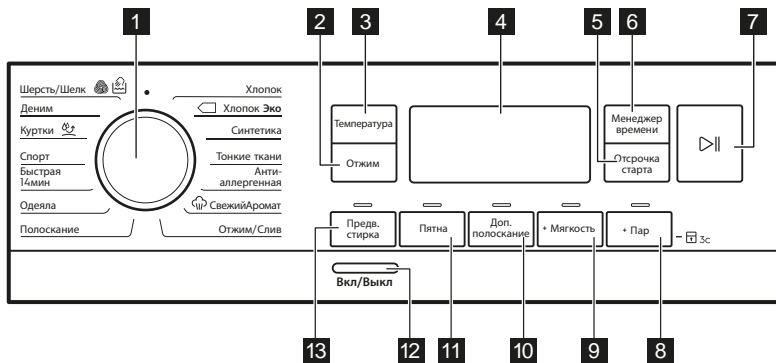 1
2
3
4
5
6
7
Шерсть/Шелк
Деним
Куртки
Спорт
Быстрая
14мин
Одеяла
Полоскание
Хлопок
Хлопок Эко
Синтетика
Тонкие ткани
Анти-
аллергенная
СвежийАромат
Отжим/Слив
Температура
Отжим
Менеджер
времени
Отсрочка
старта
Предв.
стирка
Пятна
Доп.
полоскание
+ Мягкость
+ Пар
3с
Вкл/Выкл
13
12
11
10
9
8